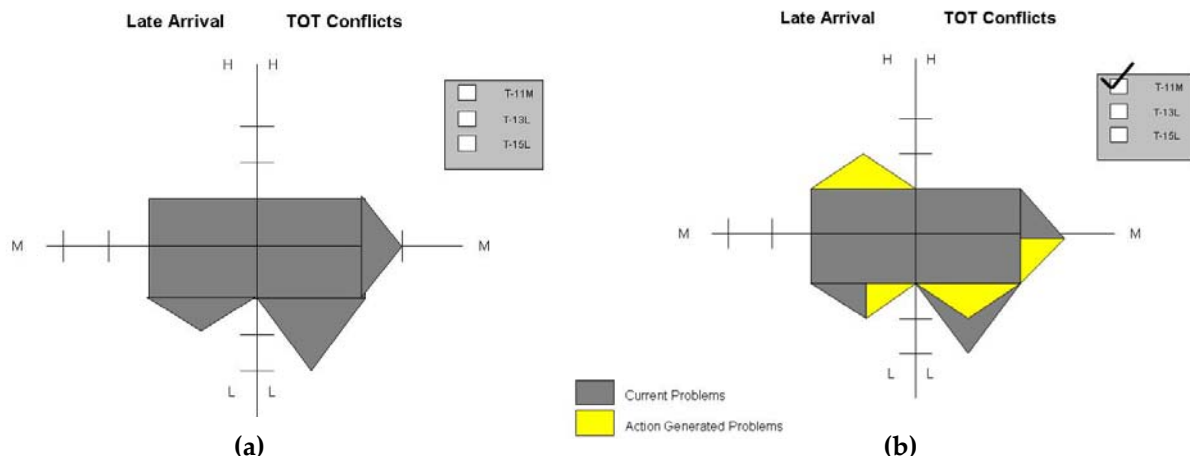 Late Arrival TOT Conflicts
H H
T-11M
T-13L
T-15L
M M
L L
(a)
Late Arrival TOT Conflicts
H H
T-11M
T-13L
T-15L
M M
L L
Current Problems
Action Generated Problems
(b)